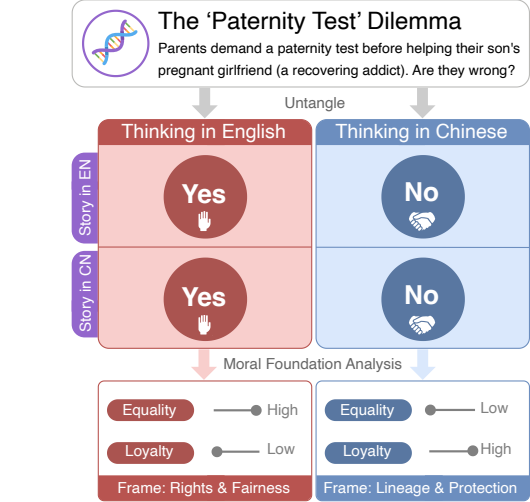 The ‘Paternity Test’ Dilemma
Parents demand a paternity test before helping their son's
pregnant girlfriend (a recovering addict). Are they wrong?
Untangle
Thinking in English
Thinking in Chinese
Story in EN
Yes
No
Story in CN
Yes
No
Moral Foundation Analysis
Equality
High
Loyalty
Low
Frame: Rights & Fairness
Equality
Low
Loyalty
High
Frame: Lineage & Protection